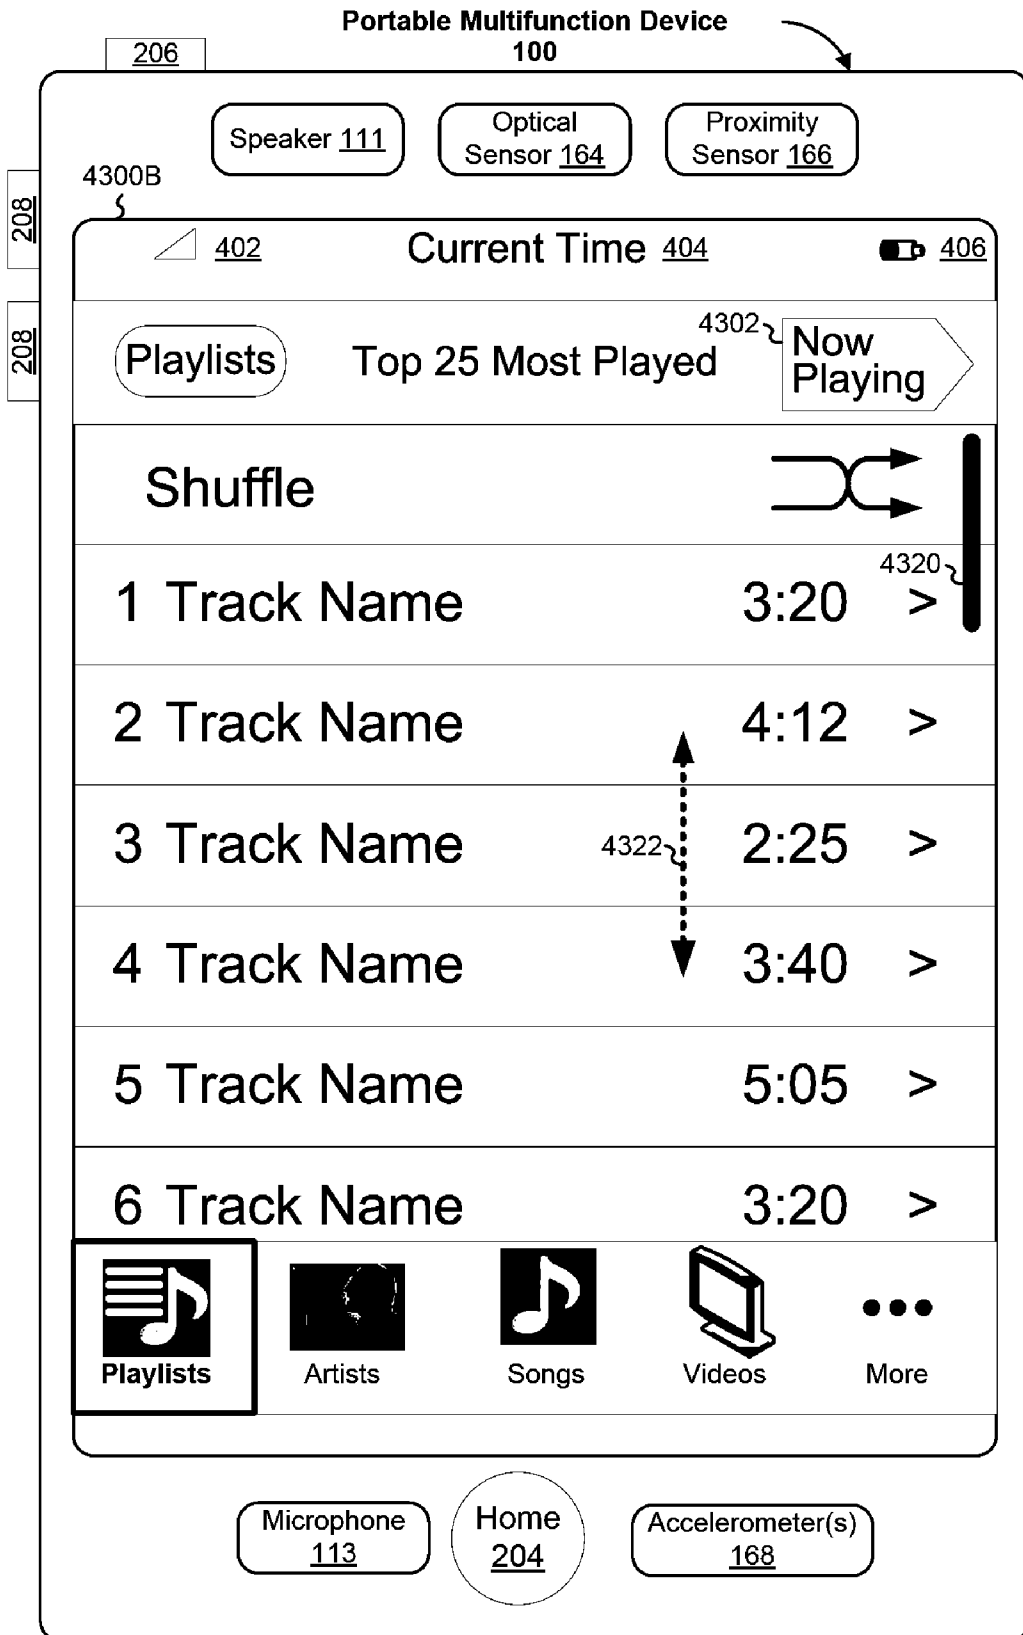 Portable Multifunction Device
100
206
Speaker 111
Optical
Sensor 164
Proximity
Sensor 166
4300B
208
208
402
Current Time 404
406
Playlists
Top 25 Most Played
4302
Now
Playing
Shuffle
4320
1 Track Name 3:20 >
2 Track Name 4:12 >
3 Track Name 2:25 >
4322
4 Track Name 3:40 >
5 Track Name 5:05 >
6 Track Name 3:20 >
Playlists
Artists
Songs
Videos
More
Microphone
113
Home
204
Accelerometer(s)
168